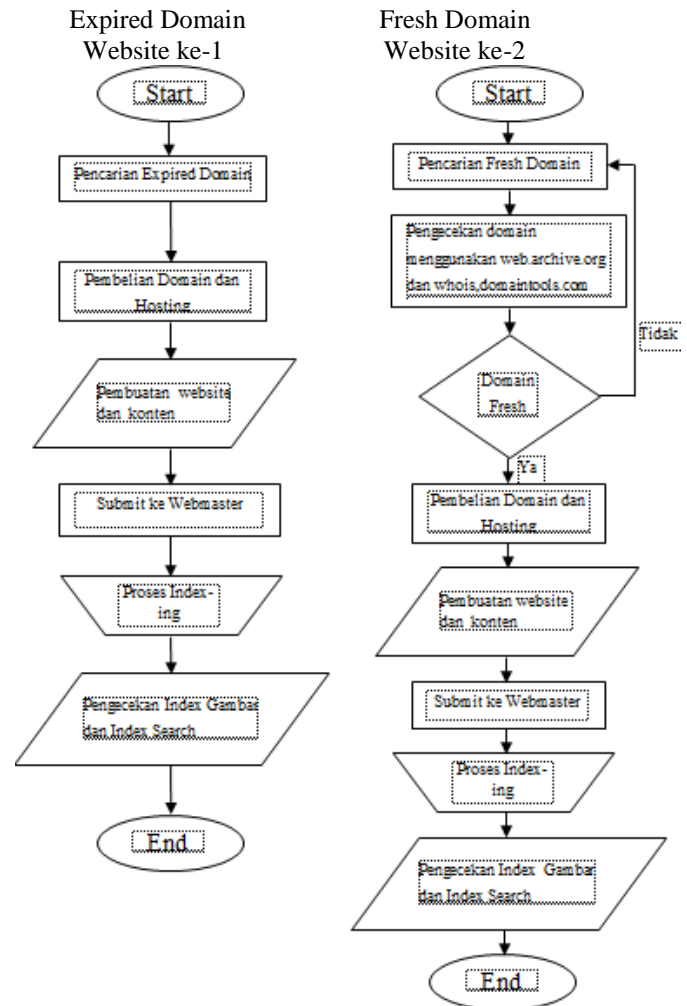 Expired Domain
Website ke-1
Start
Pencarian Expired Domain
Pembelian Domain dan
Hosting
Pembuatan website
dan konten
Submit ke Webmaster
Proses Index-
ing
Pengecekan Index Gambar
dan Index Search
End
Fresh Domain
Website ke-2
Start
Pencarian Fresh Domain
Pengecekan domain
menggunakan web.archive.org
dan whois,domaintools.com
Tidak
Domain
Fresh
Ya
Pembelian Domain dan
Hosting
Pembuatan website
dan konten
Submit ke Webmaster
Proses Index-
ing
Pengecekan Index Gambar
dan Index Search
End